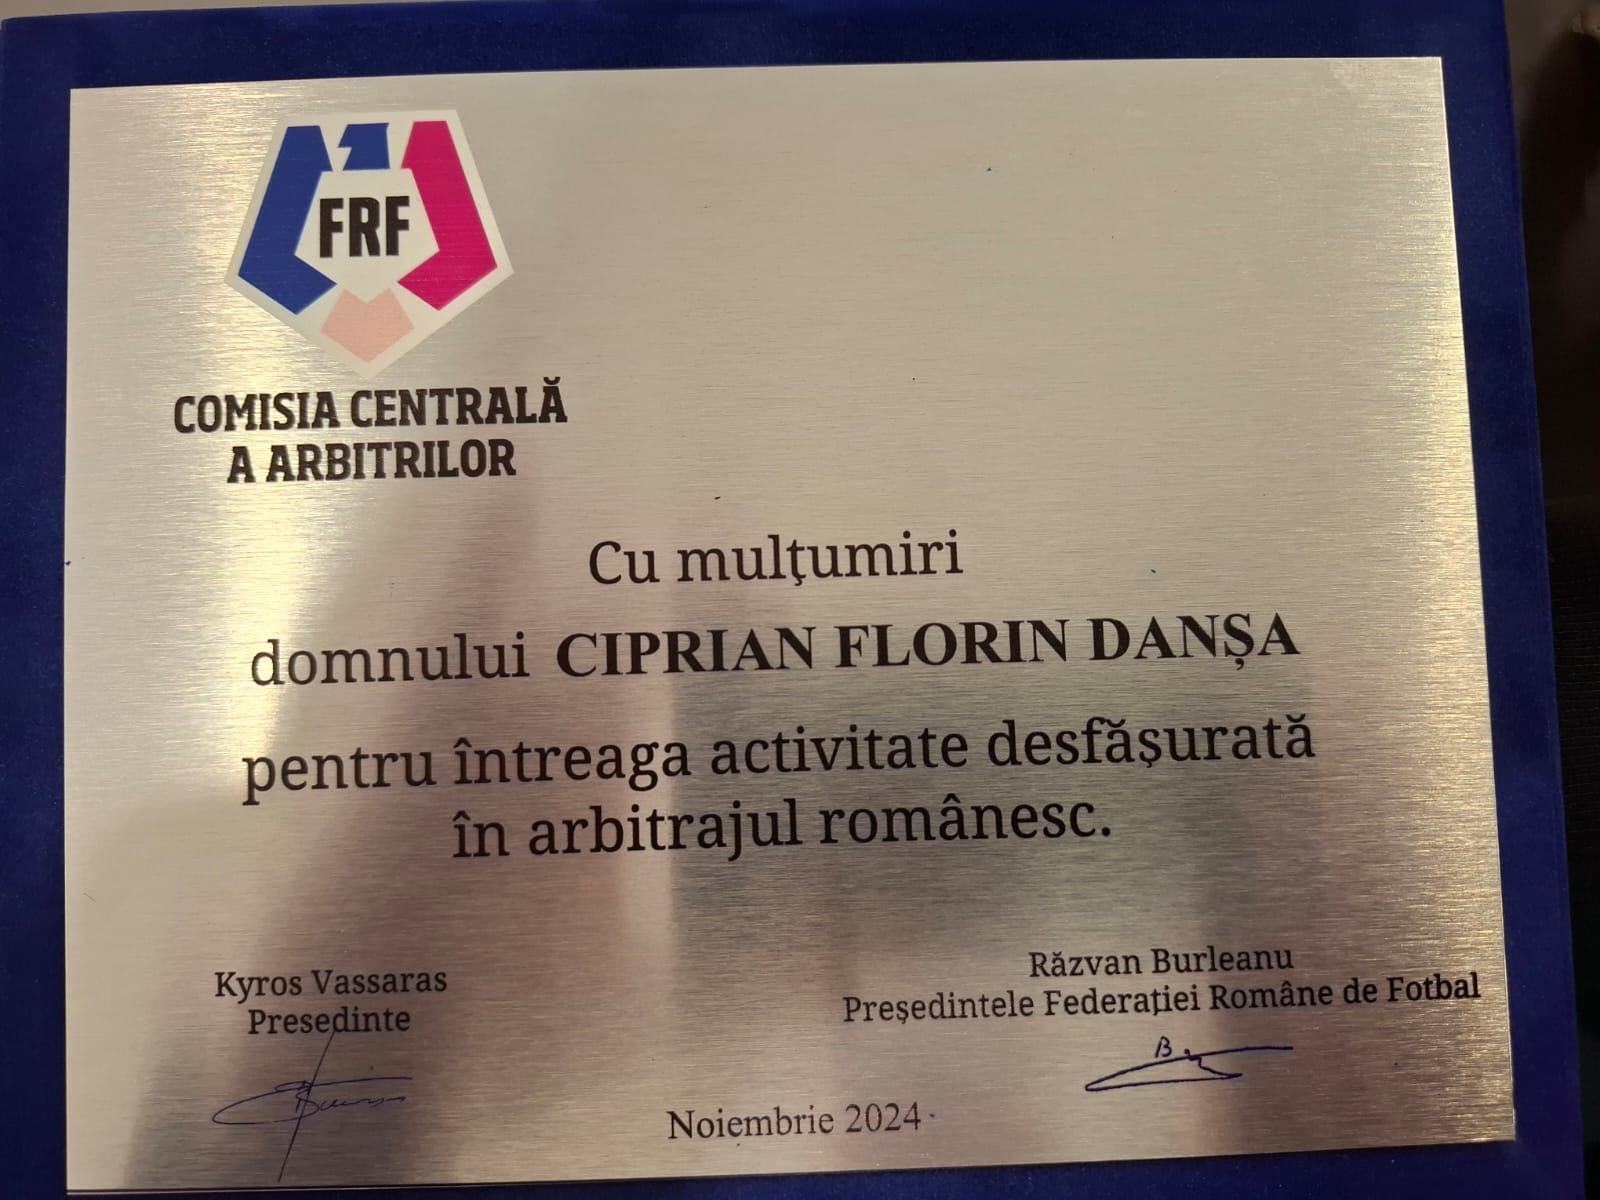 FRF
COMISIA CENTRALĂ
A ARBITRILOR
Cu mulţumiri
domnului CIPRIAN FLORIN DANȘA
pentru întreaga activitate desfăşurată
în arbitrajul românesc.
Kyros Vassaras
Presedinte
Răzvan Burleanu
Preşedintele Federaţiei Române de Fotbal
Noiembrie 2024